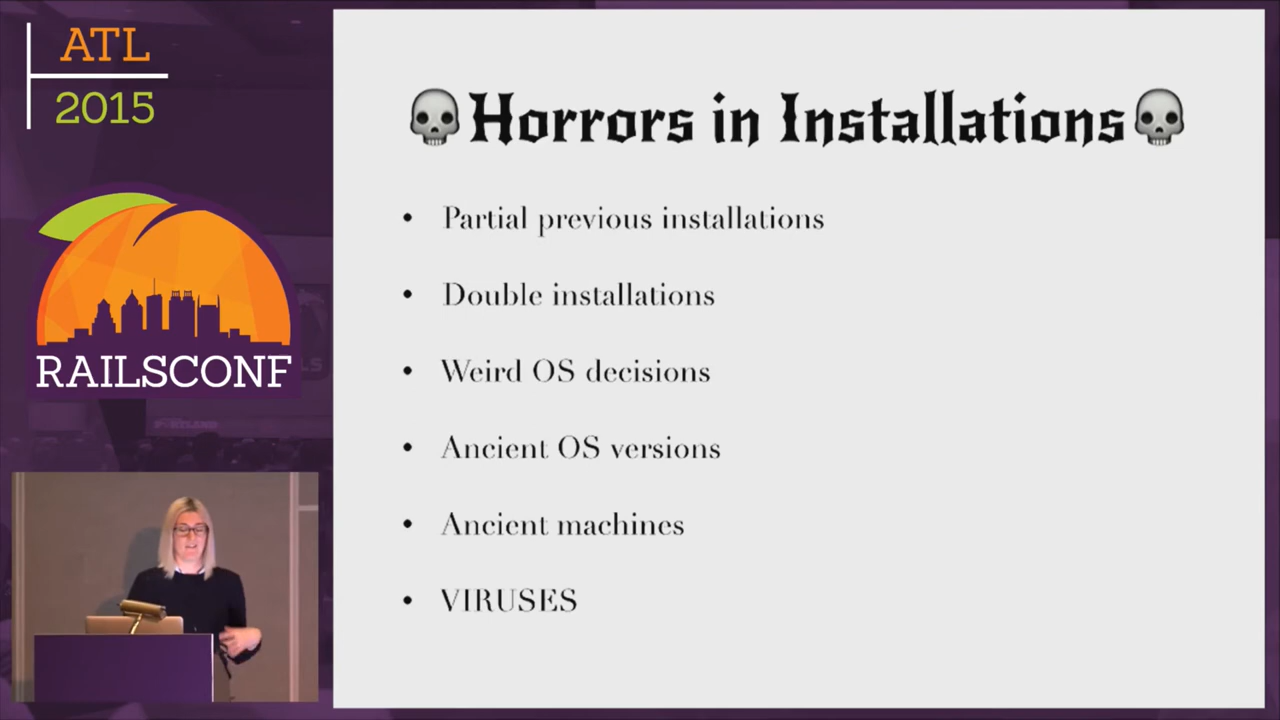 ATL
2015
RAILSCONF
💀Horrors in Installations💀
• Partial previous installations
• Double installations
• Weird OS decisions
• Ancient OS versions
• Ancient machines
• VIRUSES